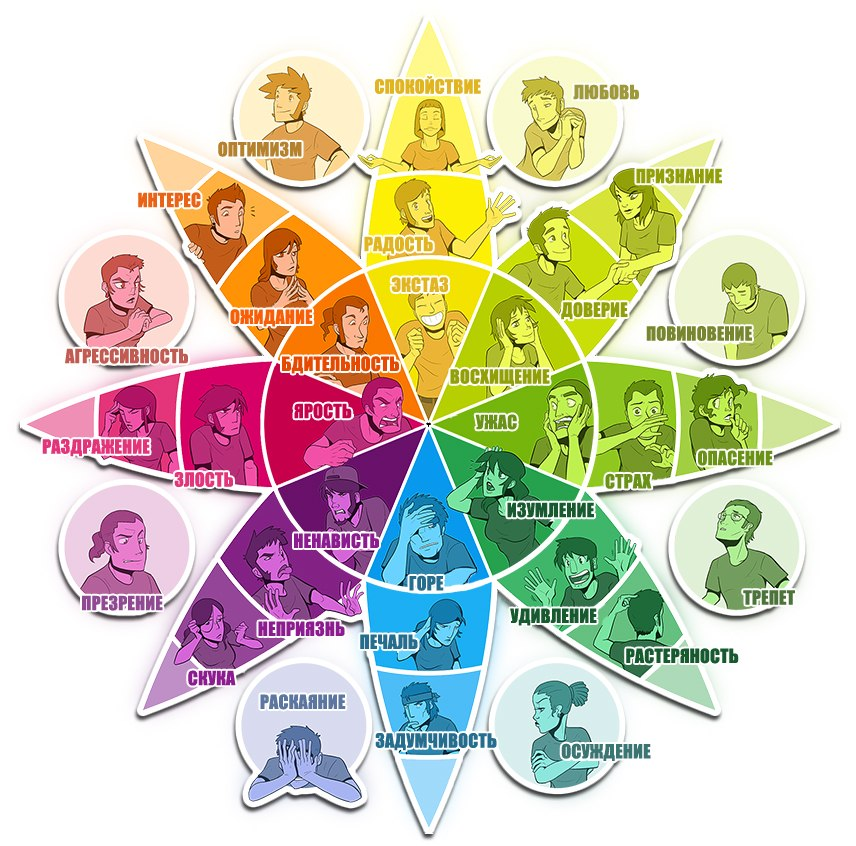 СПОКОЙСТВИЕ
ЛЮБОВЬ
ОПТИМИЗМ
ПРИЗНАНИЕ
ИНТЕРЕС
РАДОСТЬ
ЭКСТАЗ
ОЖИДАНИЕ
ДОВЕРИЕ
ПОВИНОВЕНИЕ
АГРЕССИВНОСТЬ
БДИТЕЛЬНОСТЬ
ВОСХИЩЕНИЕ
ЯРОСТЬ
УЖАС
РАЗДРАЖЕНИЕ
ОПАСЕНИЕ
ЗЛОСТЬ
СТРАХ
ИЗУМЛЕНИЕ
НЕНАВИСТЬ
ГОРЕ
ТРЕПЕТ
ПРЕЗРЕНИЕ
УДИВЛЕНИЕ
НЕПРИЯЗНЬ
ПЕЧАЛЬ
РАСТЕРЯНОСТЬ
СКУКА
РАСКАЯНИЕ
ЗАДУМЧИВОСТЬ
ОСУЖДЕНИЕ